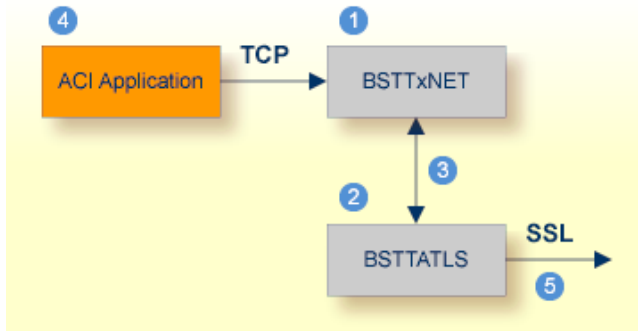 4
1
TCP
ACI Application
BSTTxNET
3
2
BSTTATLS
SSL
5